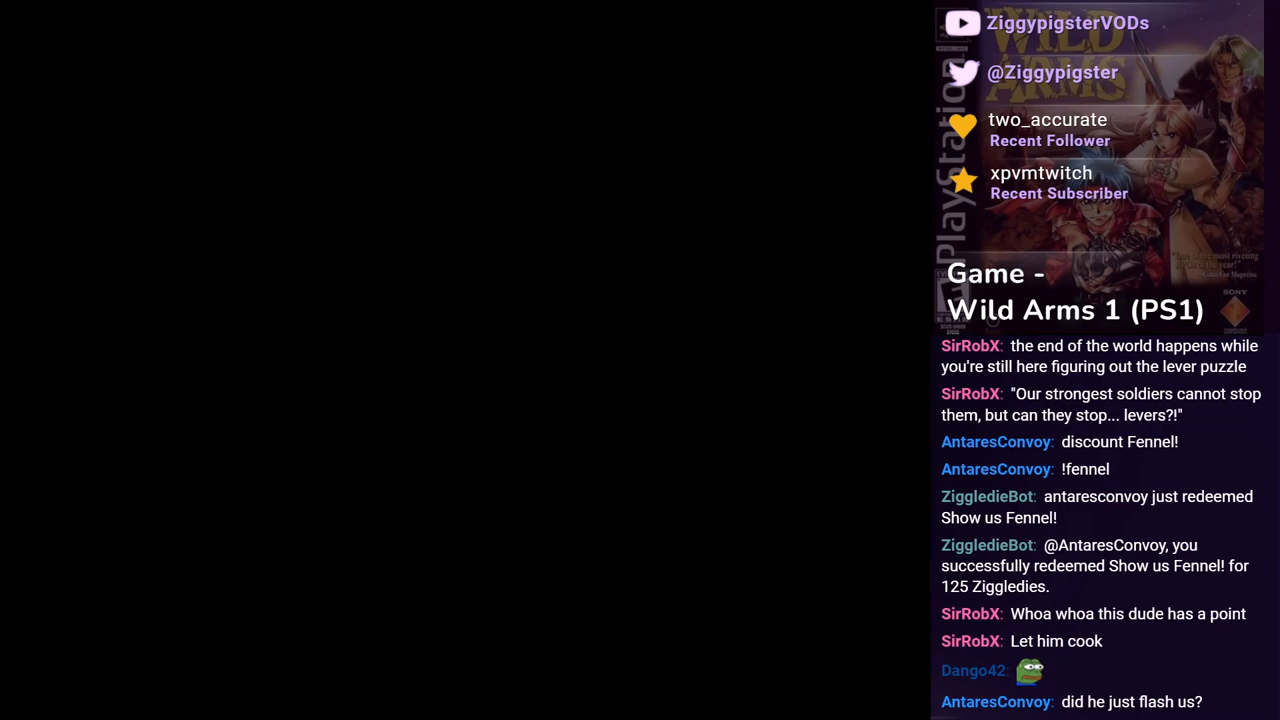 ZiggypigsterVODs
@Ziggypigster
two_accurate
Recent Follower
xpvmtwitch
Recent Subscriber
WILD
ARMS
PlayStation
Game -
Wild Arms 1 (PS1)
SONY
SirRobX: the end of the world happens while
you're still here figuring out the lever puzzle
SirRobX: "Our strongest soldiers cannot stop
them, but can they stop... levers?!"
AntaresConvoy: discount Fennel!
AntaresConvoy: !fennel
ZiggledieBot: antaresconvoy just redeemed
Show us Fennel!
ZiggledieBot: @AntaresConvoy, you
successfully redeemed Show us Fennel! for
125 Ziggledies.
SirRobX: Whoa whoa this dude has a point
SirRobX: Let him cook
Dango42:
AntaresConvoy: did he just flash us?